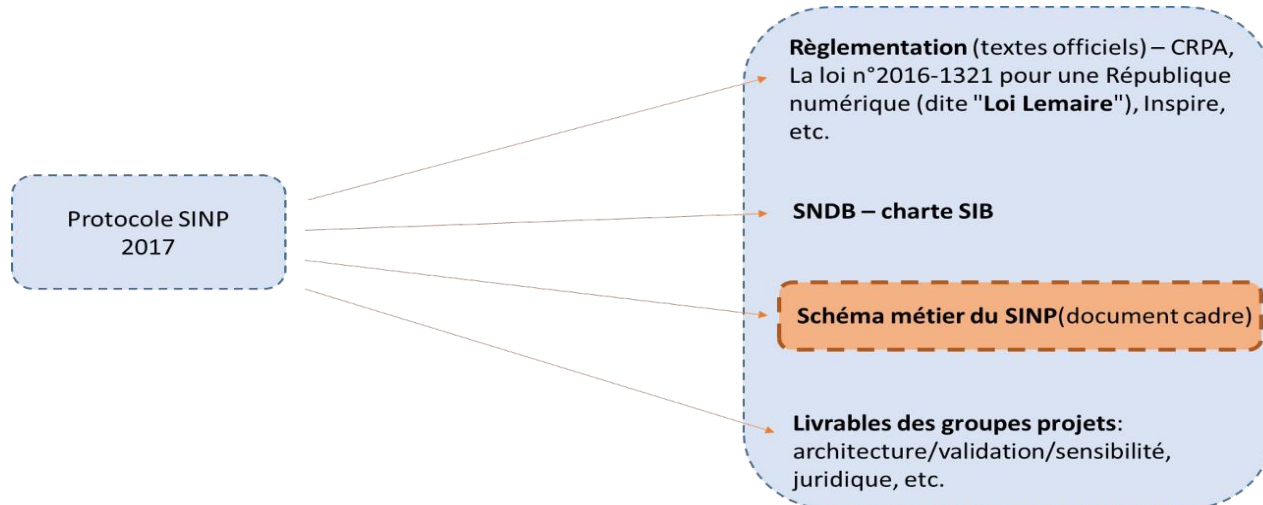 Protocole SINP
2017
Règlementation (textes officiels) – CRPA,
La loi n°2016-1321 pour une République
numérique (dite "Loi Lemaire"), Inspire,
etc.
SNDB – charte SIB
Schéma métier du SINP(document cadre)
Livrables des groupes projets:
architecture/validation/sensibilité,
juridique, etc.